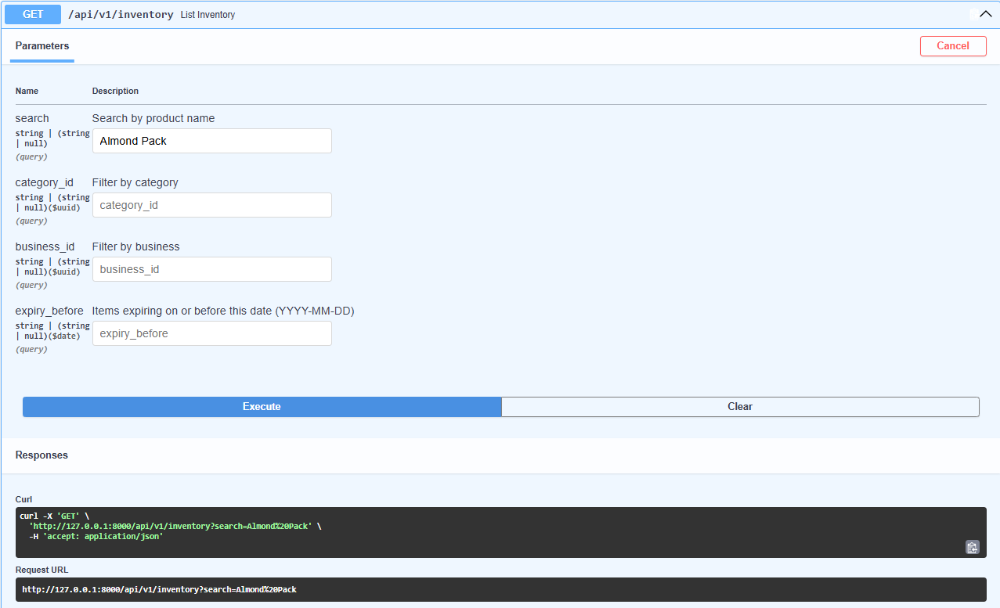 GET /api/v1/inventory List Inventory
Parameters
Cancel
Name Description
search Search by product name
string | (string
| null)
(query)
Almond Pack
category_id Filter by category
string | (string
| null)($uuid)
(query)
category_id
business_id Filter by business
string | (string
| null)($uuid)
(query)
business_id
expiry_before Items expiring on or before this date (YYYY-MM-DD)
string | (string
| null)($date)
(query)
expiry_before
Execute Clear
Responses
Curl
curl -X 'GET' \
'http://127.0.0.1:8000/api/v1/inventory?search=Almond%20Pack' \
-H 'accept: application/json'
Request URL
http://127.0.0.1:8000/api/v1/inventory?search=Almond%20Pack